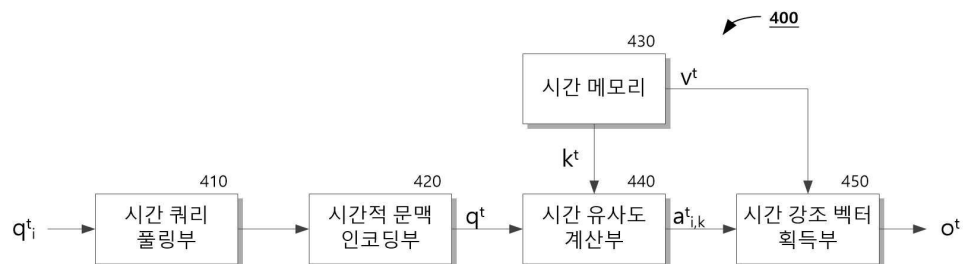 400
430
시간 메모리
v^t
k^t
410
420
440
450
q^t_i
시간 쿼리
풀링부
시간적 문맥
인코딩부
q^t
시간 유사도
계산부
a^t_{i,k}
시간 강조 벡터
획득부
o^t